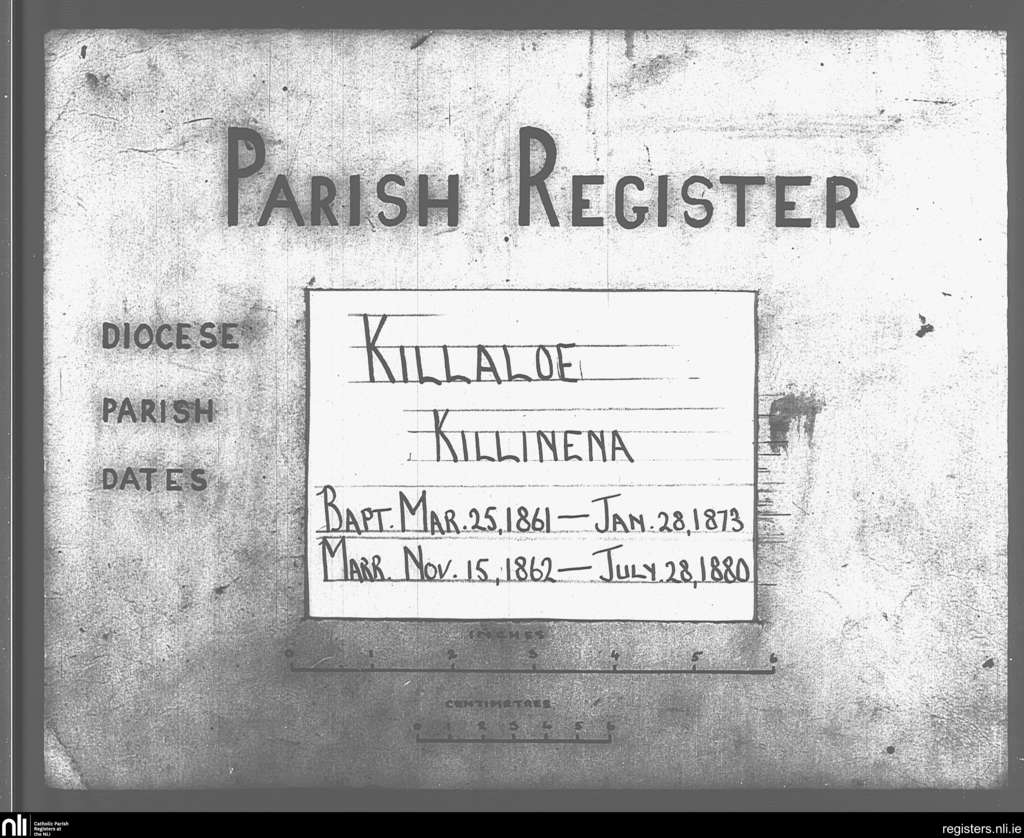 PARISH REGISTER
DIOCESE KILLALOE
PARISH KILLINENA
DATES BAPT. MAR. 25, 1861 — JAN. 28, 1873
MARR. NOV. 15, 1862 — JULY. 28, 1880
INCHES
0 1 2 3 4 5 6
CENTIMETRES
0 1 2 3 4 5 6
nli Catholic Parish
Registers at
the NLI
registers.nli.ie